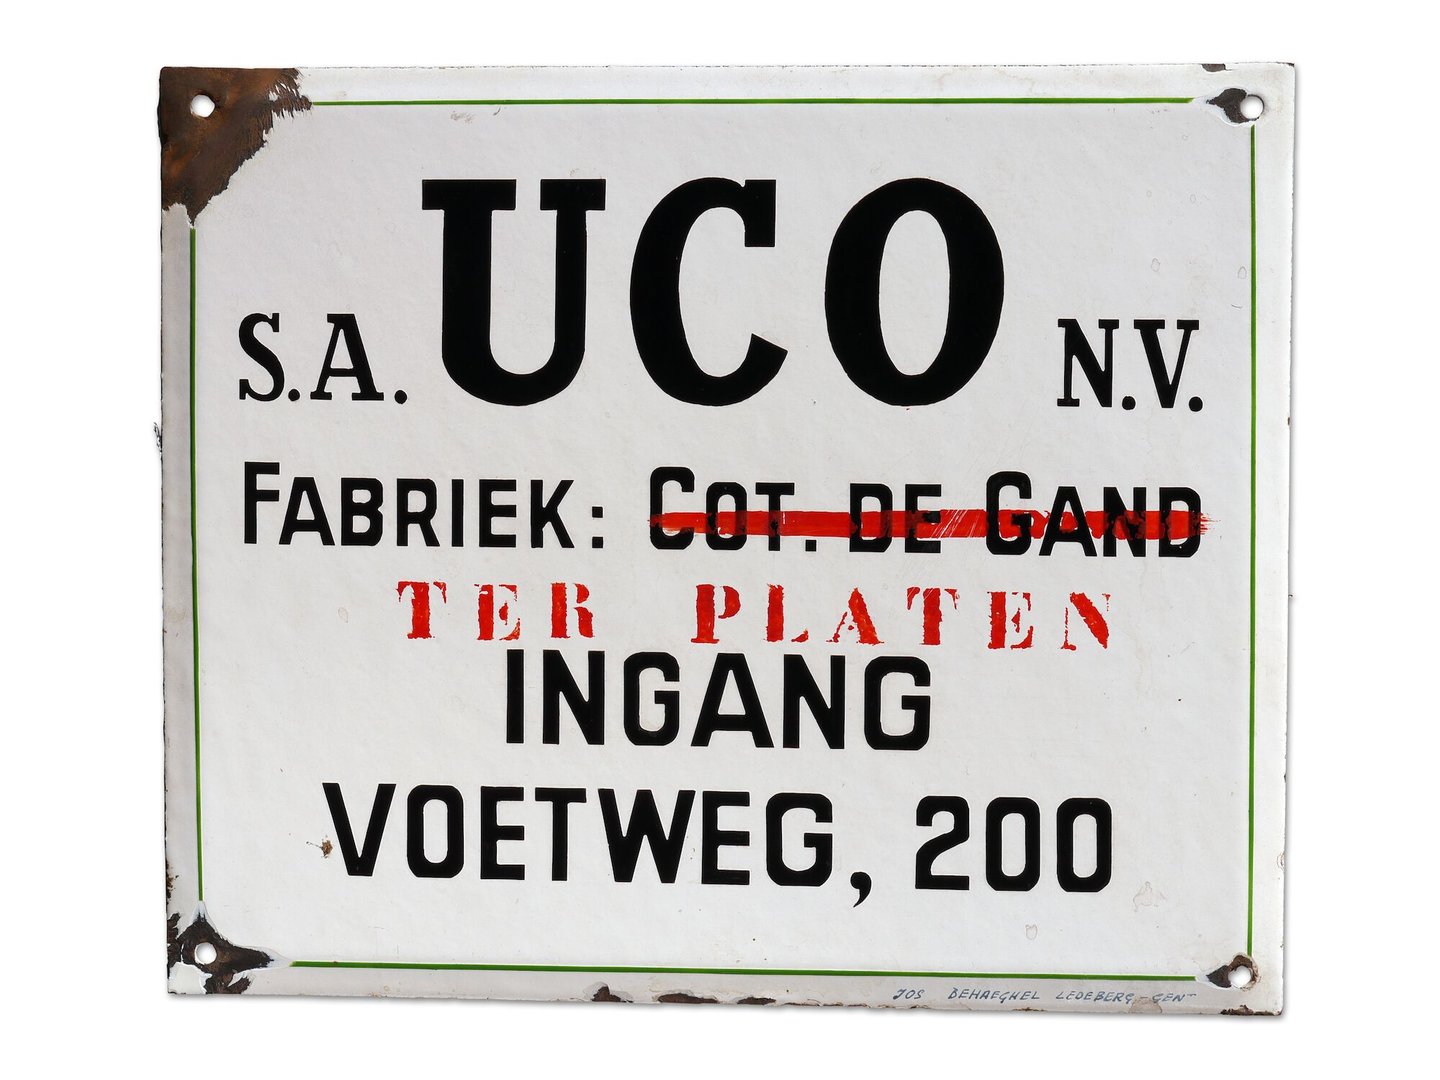 S.A. UCO N.V.
FABRIEK: COT. DE GAND
TER PLATEN
INGANG
VOETWEG, 200
JOS BEHAEGHEL LEDEBERG-GENT